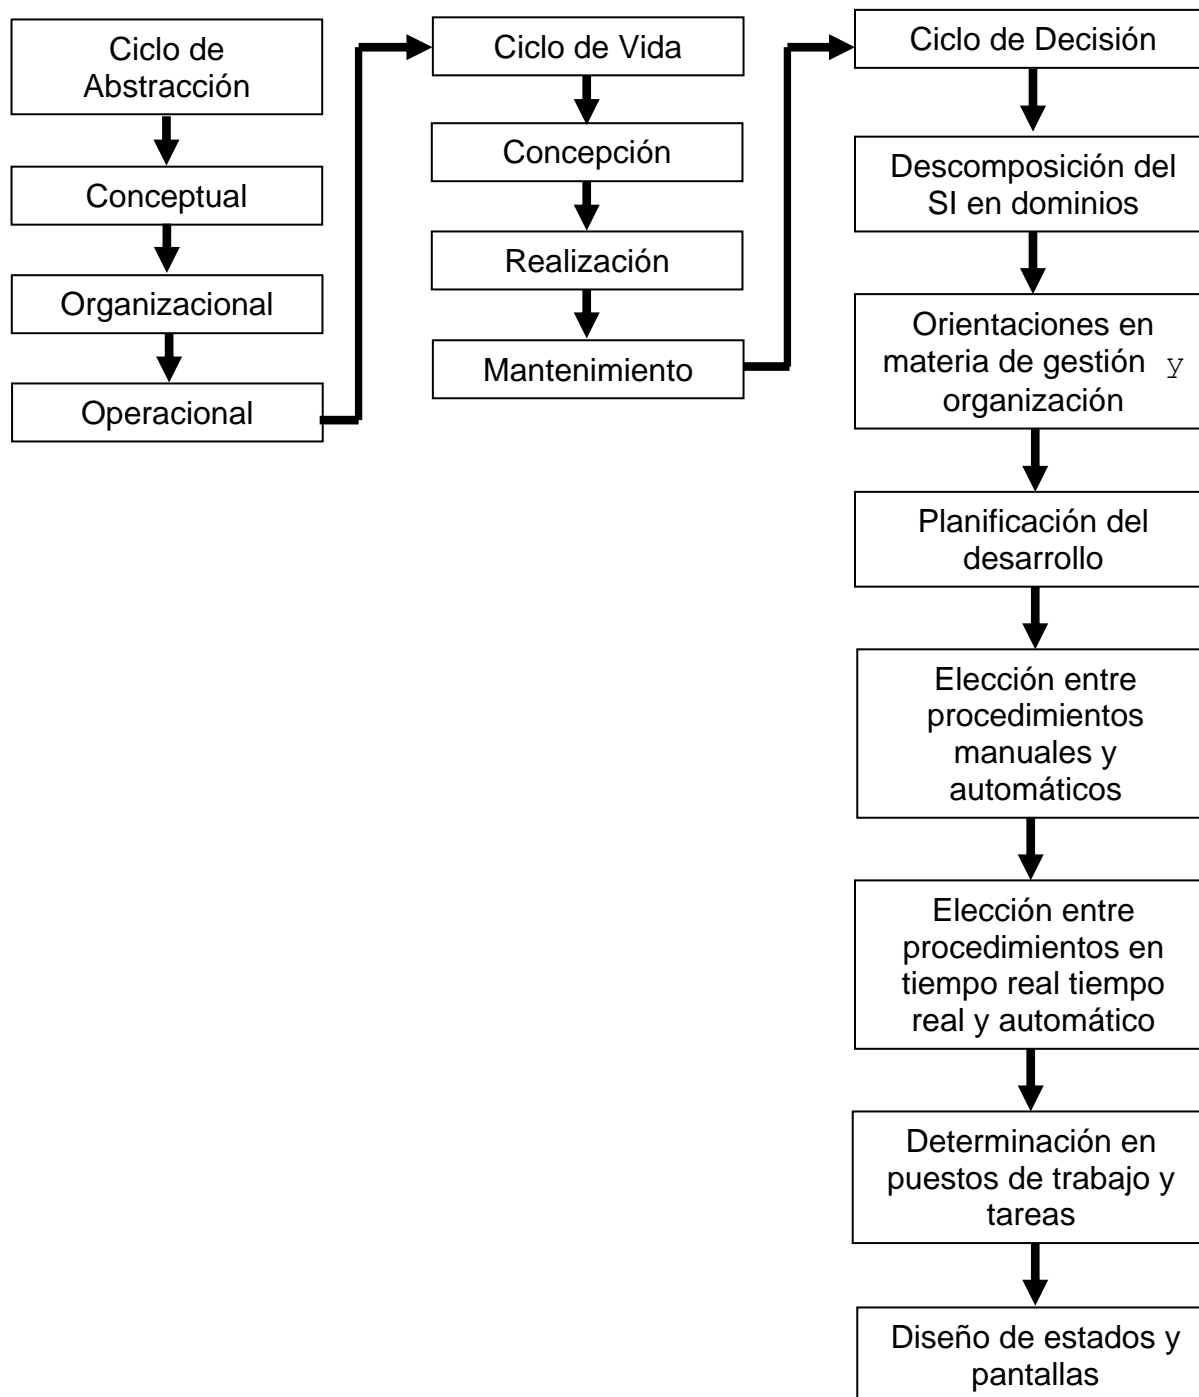 Ciclo de
Abstracción
Conceptual
Organizacional
Operacional
Ciclo de Vida
Concepción
Realización
Mantenimiento
Ciclo de Decisión
Descomposición del
SI en dominios
Orientaciones en
materia de gestión y
organización
Planificación del
desarrollo
Elección entre
procedimientos
manuales y
automáticos
Elección entre
procedimientos en
tiempo real tiempo
real y automático
Determinación en
puestos de trabajo y
tareas
Diseño de estados y
pantallas